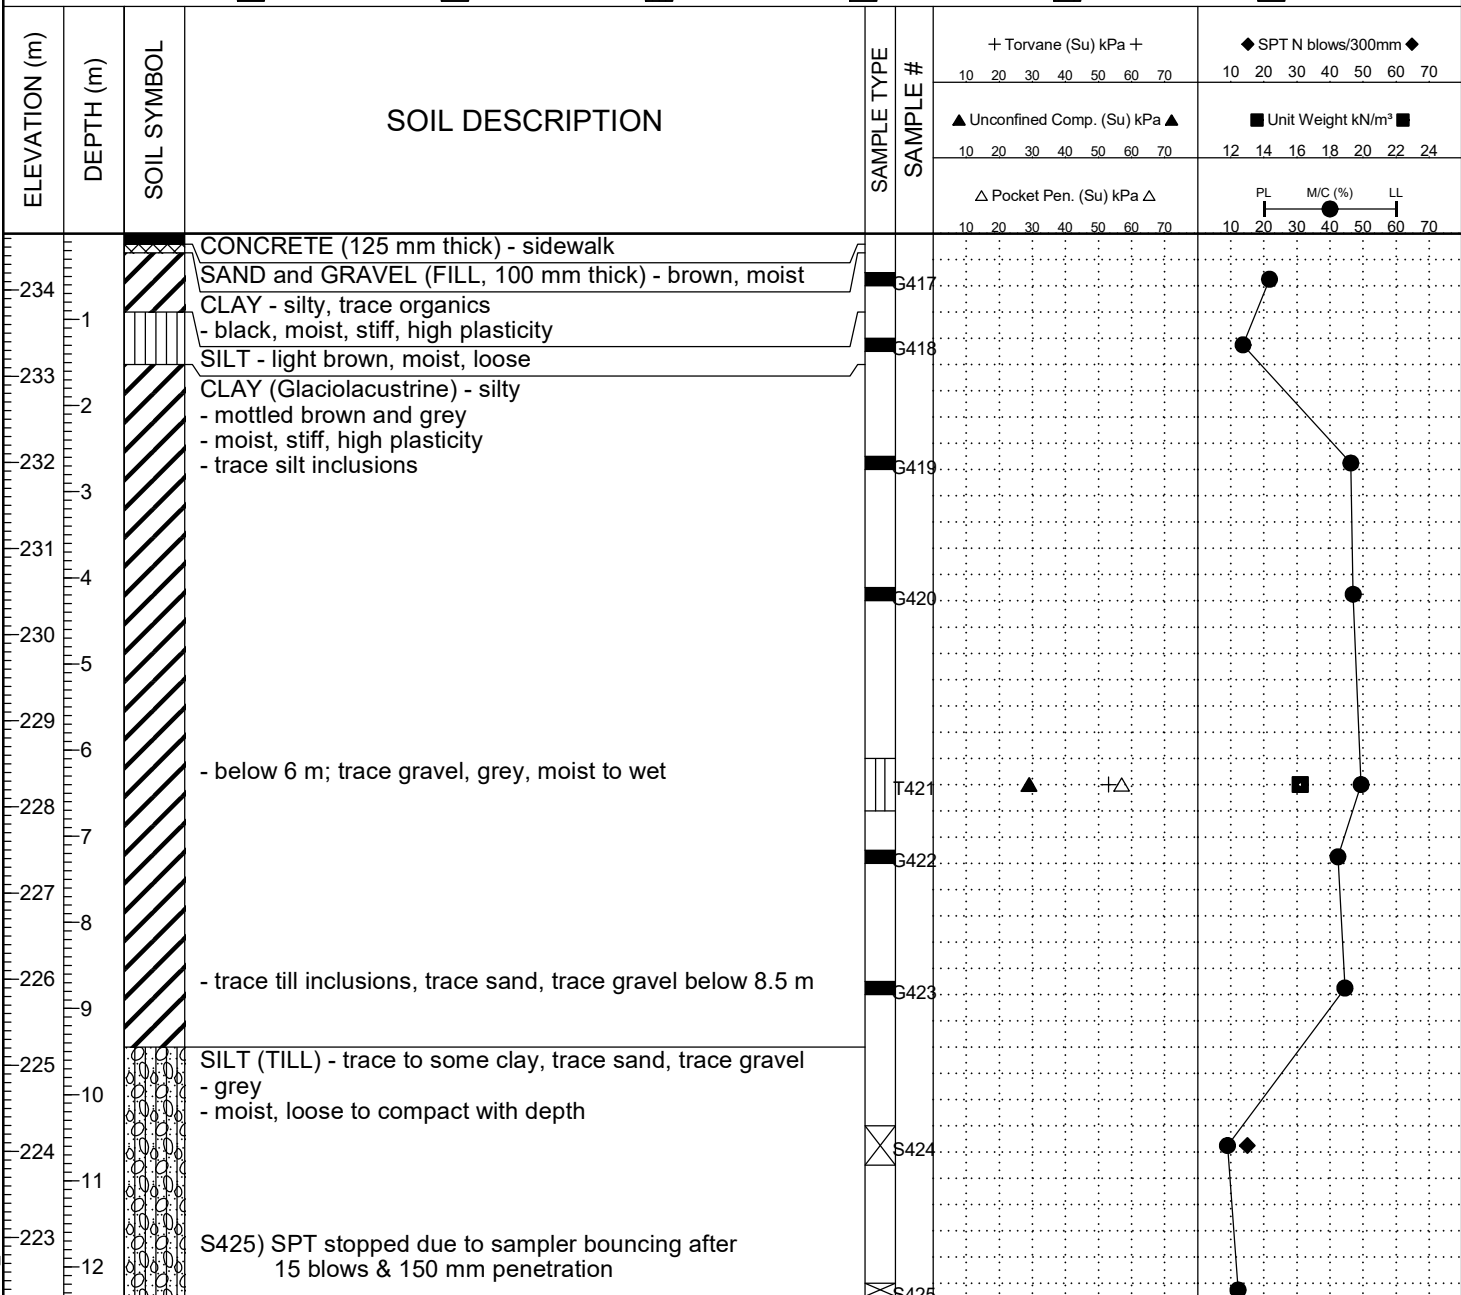 ELEVATION (m)
DEPTH (m)
SOIL SYMBOL
SOIL DESCRIPTION
SAMPLE TYPE
SAMPLE #
+ Torvane (Su) kPa +
10 20 30 40 50 60 70
▲ Unconfined Comp. (Su) kPa ▲
10 20 30 40 50 60 70
△ Pocket Pen. (Su) kPa △
10 20 30 40 50 60 70
◆ SPT N blows/300mm ◆
10 20 30 40 50 60 70
■ Unit Weight kN/m³ ■
12 14 16 18 20 22 24
PL M/C (%) LL
10 20 30 40 50 60 70
CONCRETE (125 mm thick) - sidewalk
SAND and GRAVEL (FILL, 100 mm thick) - brown, moist
234
G417
CLAY - silty, trace organics
1
- black, moist, stiff, high plasticity
G418
SILT - light brown, moist, loose
233
CLAY (Glaciolacustrine) - silty
2
- mottled brown and grey
- moist, stiff, high plasticity
232
- trace silt inclusions
G419
3
231
4
G420
230
5
229
6
- below 6 m; trace gravel, grey, moist to wet
T421
228
7
G422
227
8
226
- trace till inclusions, trace sand, trace gravel below 8.5 m
G423
9
225
SILT (TILL) - trace to some clay, trace sand, trace gravel
- grey
10
- moist, loose to compact with depth
224
S424
11
223
S425) SPT stopped due to sampler bouncing after
12
15 blows & 150 mm penetration
S425